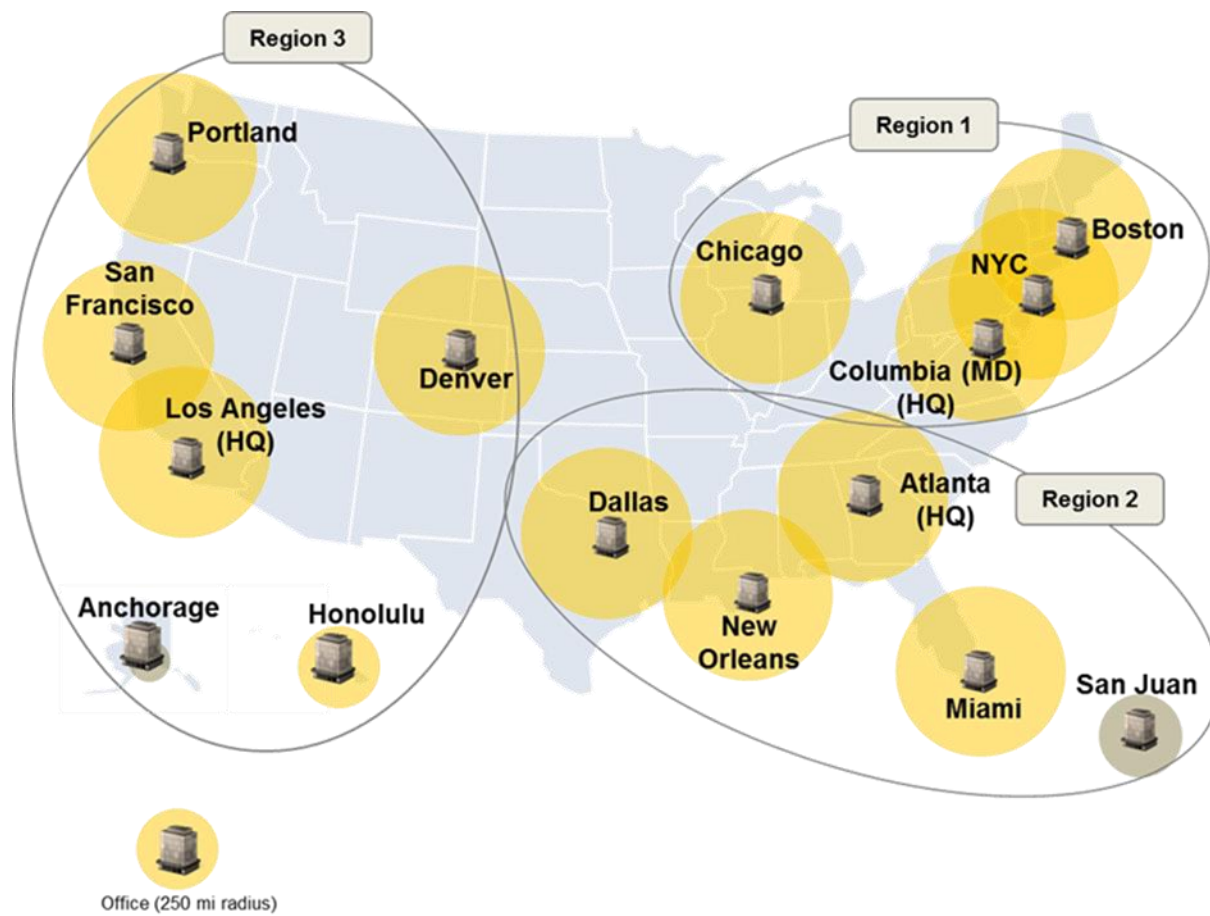 Region 3
Region 1
Portland
Boston
Chicago
NYC
San
Francisco
Columbia (MD)
(HQ)
Denver
Los Angeles
(HQ)
Atlanta
(HQ)
Region 2
Dallas
Anchorage
Honolulu
New
Orleans
Miami
San Juan
Office (250 mi radius)